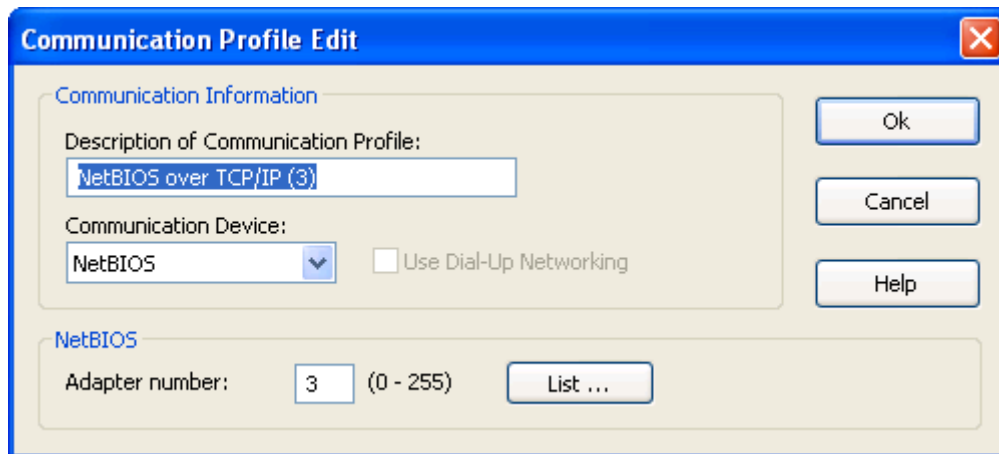 Communication Profile Edit
Communication Information
Description of Communication Profile:
NetBIOS over TCP/IP (3)
Communication Device:
NetBIOS
Use Dial-Up Networking
Ok
Cancel
Help
NetBIOS
Adapter number: 3 (0 - 255) List ...